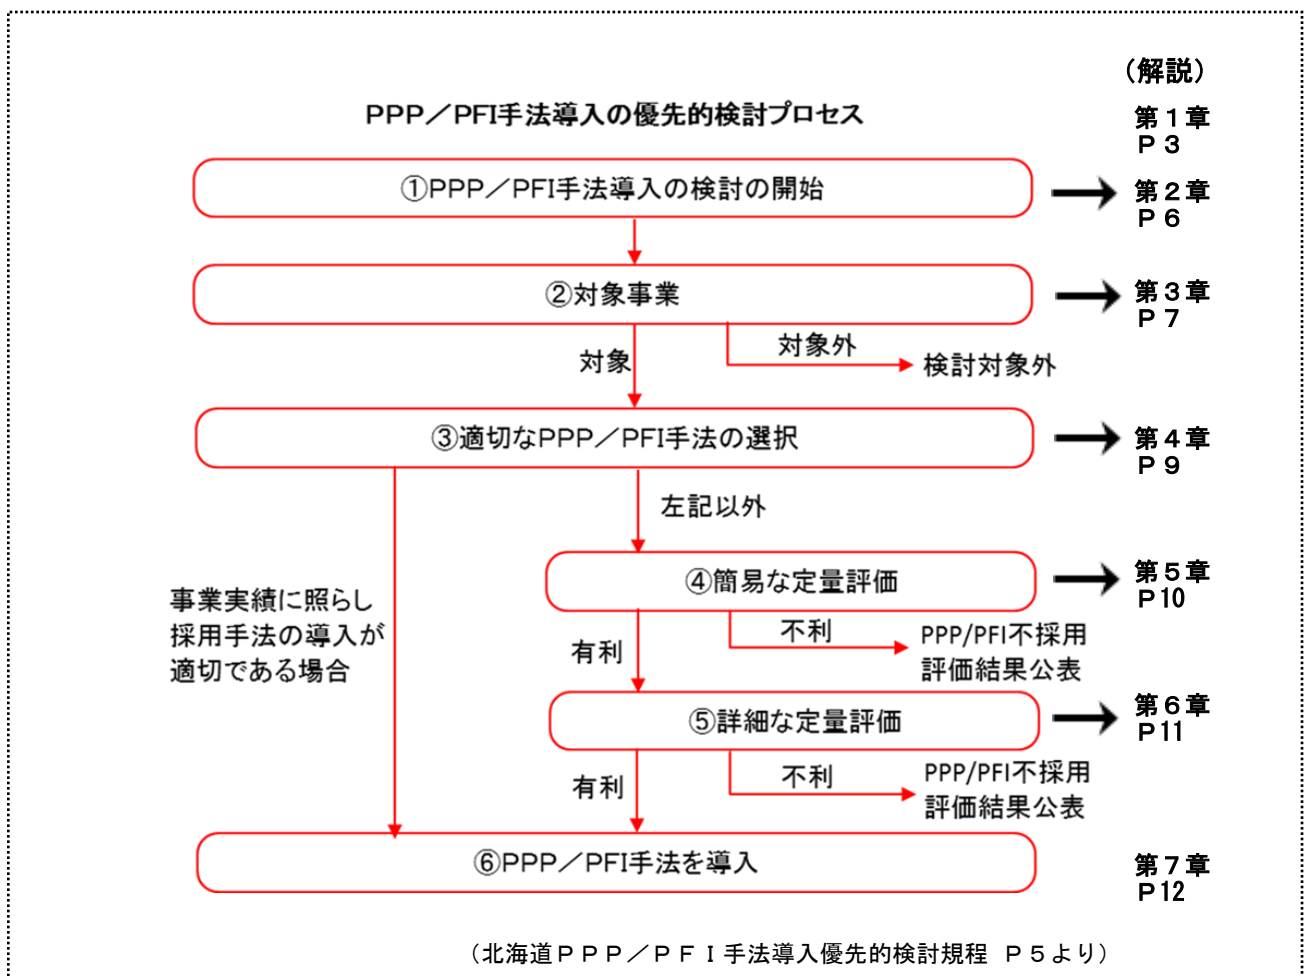 （解説）
PPP／PFI手法導入の優先的検討プロセス
第１章
Ｐ３
①PPP／PFI手法導入の検討の開始
第２章
Ｐ６
②対象事業
第３章
Ｐ７
対象
対象外
検討対象外
③適切なPPP／PFI手法の選択
第４章
Ｐ９
左記以外
事業実績に照らし
採用手法の導入が
適切である場合
④簡易な定量評価
第５章
Ｐ10
有利
不利
PPP/PFI不採用
評価結果公表
⑤詳細な定量評価
第６章
Ｐ11
有利
不利
PPP/PFI不採用
評価結果公表
⑥PPP／PFI手法を導入
第７章
Ｐ12
（北海道ＰＰＰ／ＰＦＩ手法導入優先的検討規程　Ｐ５より）